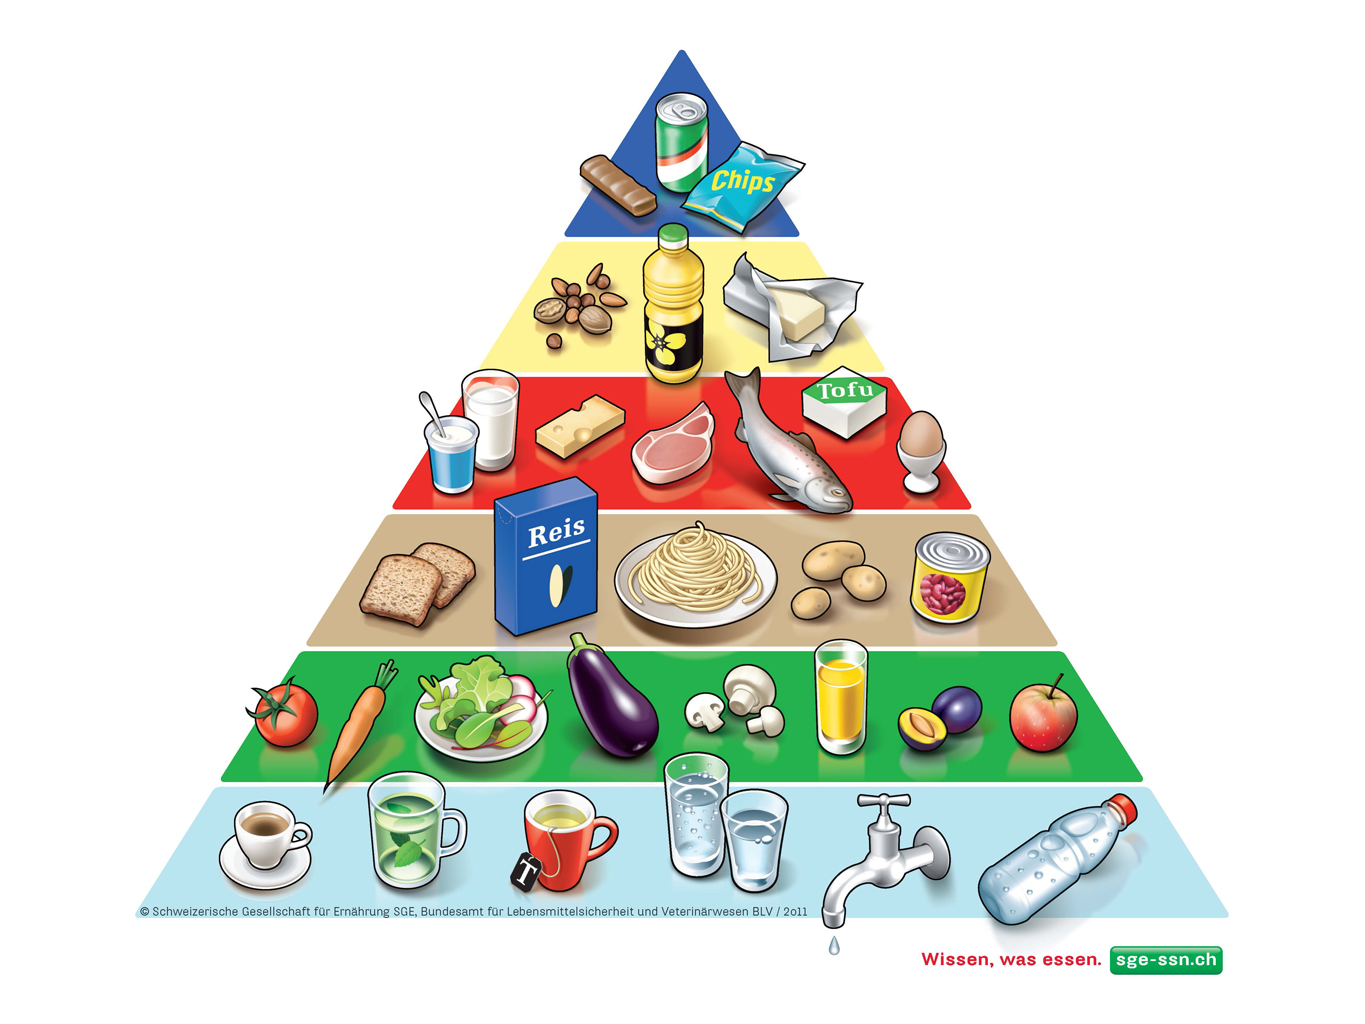 Chips
Tofu
Reis
T
© Schweizerische Gesellschaft für Ernährung SGE, Bundesamt für Lebensmittelsicherheit und Veterinärwesen BLV / 2011
Wissen, was essen. sge-ssn.ch